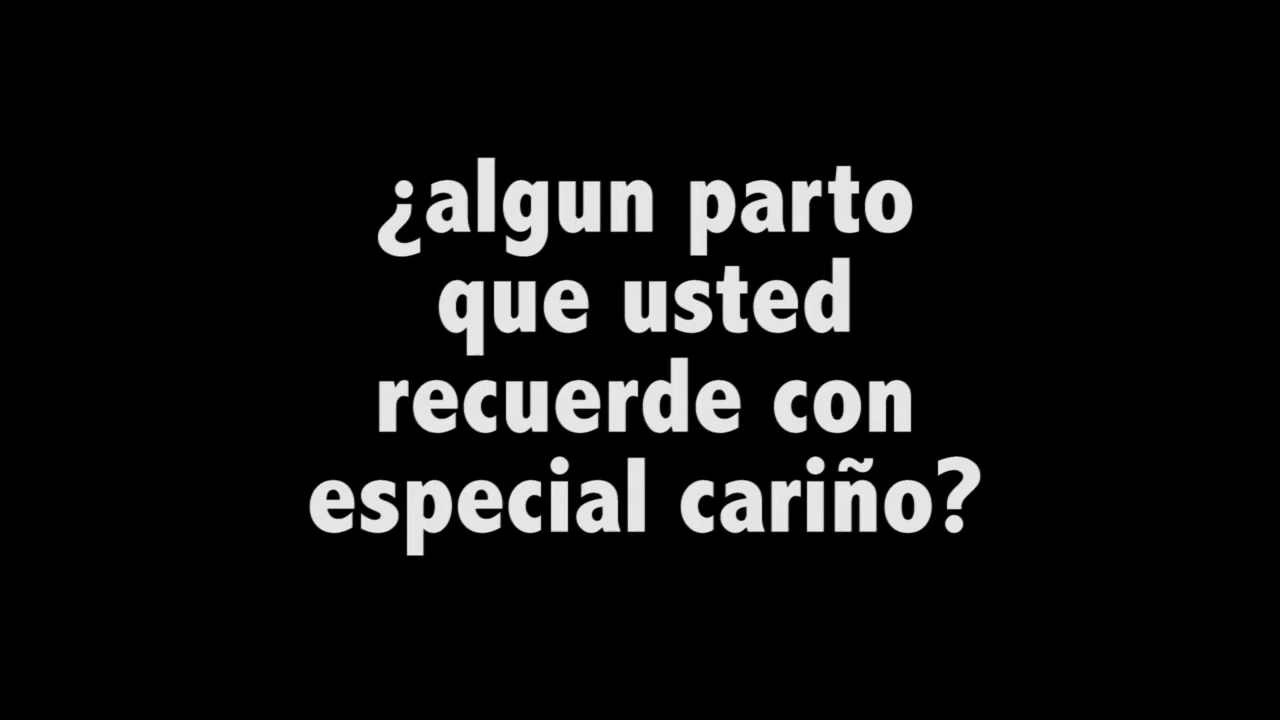 ¿algun parto
que usted
recuerde con
especial cariño?